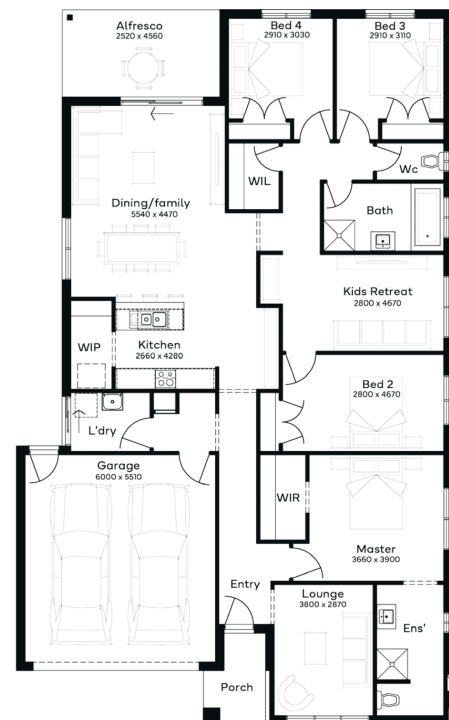 Alfresco
2520 x 4560
Bed 4
2910 x 3030
Bed 3
2910 x 3110
Wc
WIL
Bath
Dining/family
5540 x 4470
Kids Retreat
2800 x 4670
Kitchen
2660 x 4280
WIP
Bed 2
2800 x 4670
L'dry
Garage
6000 x 5510
WIR
Master
3660 x 3900
Entry
Lounge
3800 x 2870
Ens'
Porch